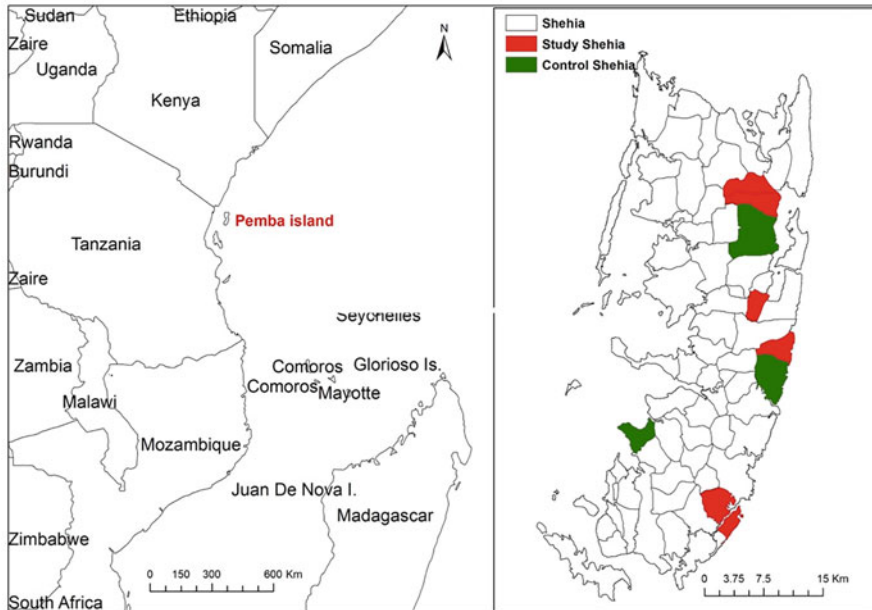 Sudan
Ethiopia
Zaire
Somalia
Uganda
N
Kenya
Rwanda
Burundi
Pemba island
Tanzania
Zaire
Seychelles
Zambia
Comoros
Glorioso Is.
Comoros
Mayotte
Malawi
Mozambique
Juan De Nova I.
Madagascar
Zimbabwe
0 150 300 600 Km
South Africa
Shehia
Study Shehia
Control Shehia
0 3.75 7.5 15 Km